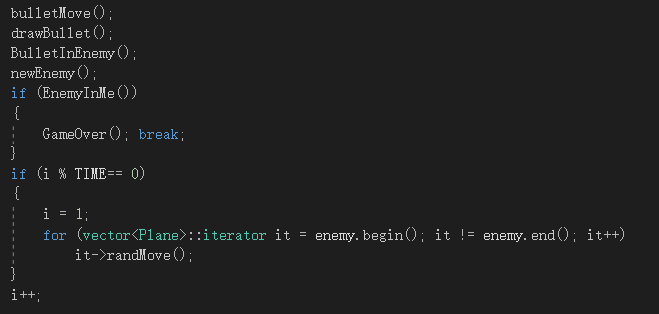 bulletMove();
drawBullet();
BulletInEnemy();
newEnemy();
if (EnemyInMe())
{
    GameOver(); break;
}
if (i % TIME== 0)
{
    i = 1;
    for (vector<Plane>::iterator it = enemy.begin(); it != enemy.end(); it++)
        it->randMove();
}
i++;